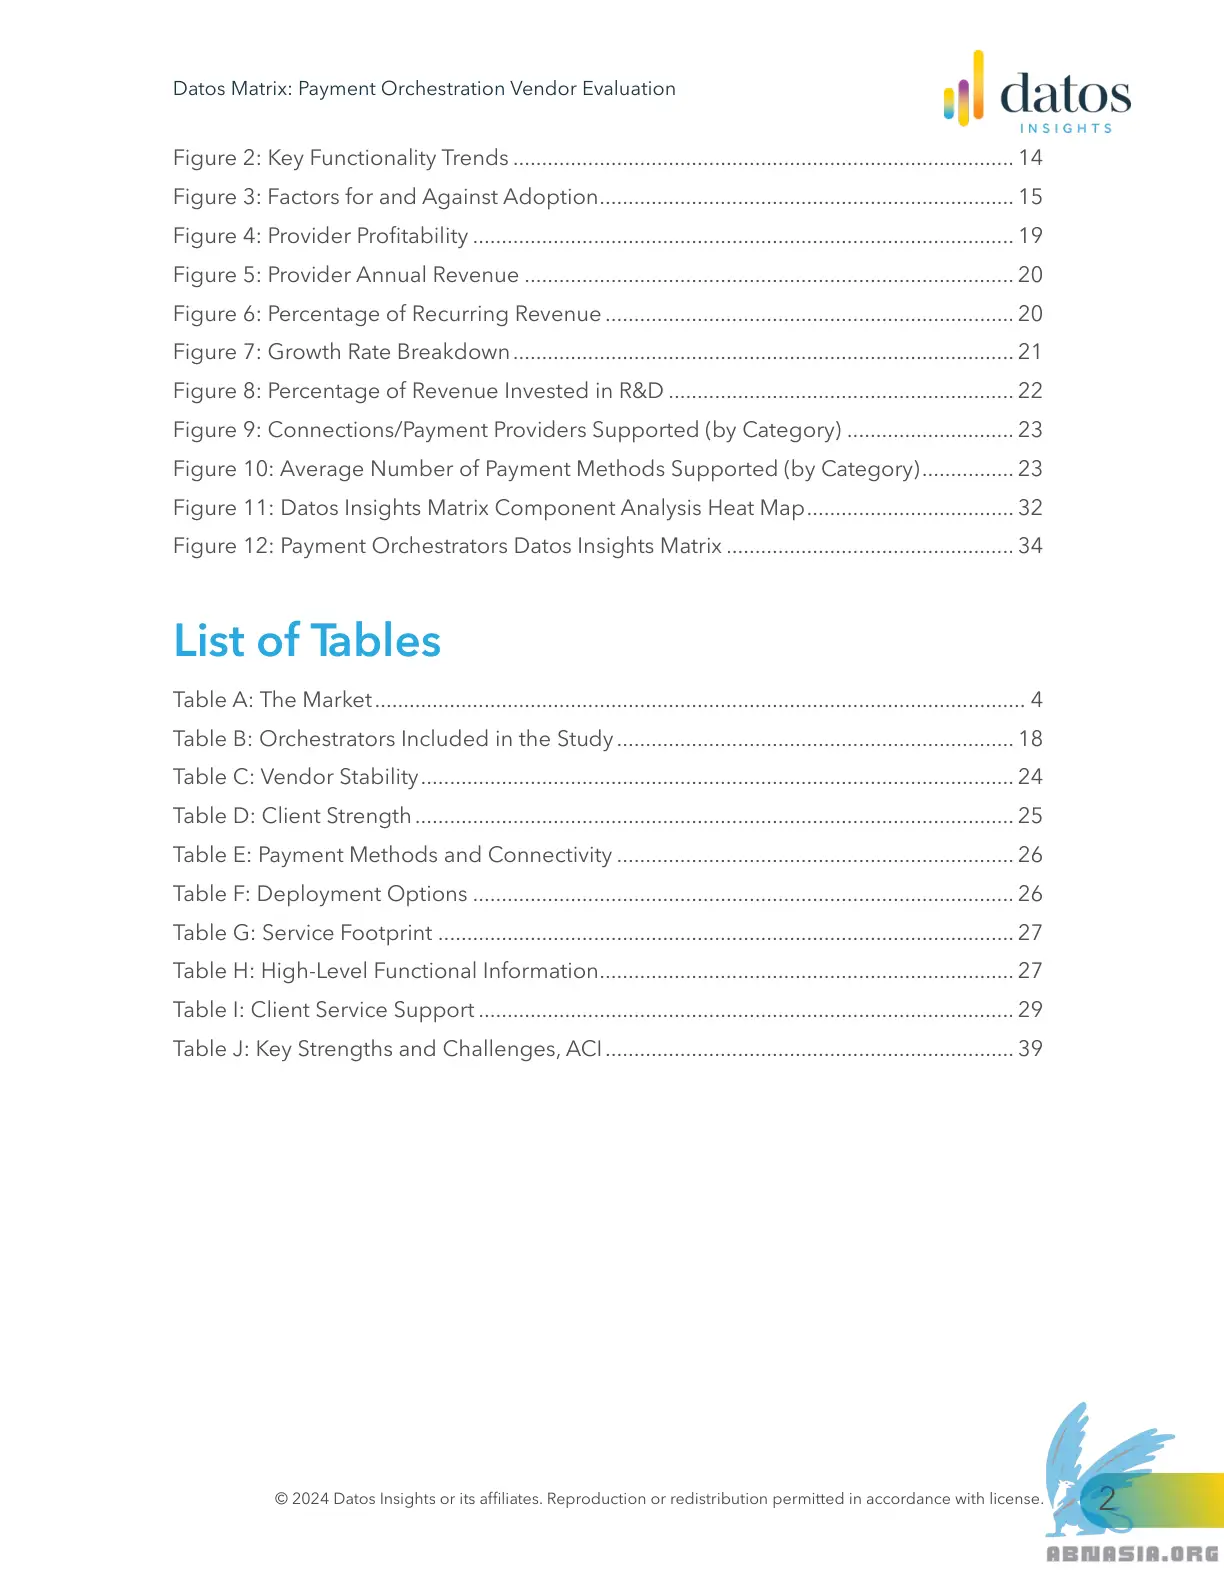 Datos Matrix: Payment Orchestration Vendor Evaluation
datos
INSIGHTS
Figure 2: Key Functionality Trends ........................................................................................ 14
Figure 3: Factors for and Against Adoption......................................................................... 15
Figure 4: Provider Profitability ............................................................................................... 19
Figure 5: Provider Annual Revenue ...................................................................................... 20
Figure 6: Percentage of Recurring Revenue ........................................................................ 20
Figure 7: Growth Rate Breakdown ........................................................................................ 21
Figure 8: Percentage of Revenue Invested in R&D ............................................................. 22
Figure 9: Connections/Payment Providers Supported (by Category) ............................. 23
Figure 10: Average Number of Payment Methods Supported (by Category)................ 23
Figure 11: Datos Insights Matrix Component Analysis Heat Map.................................... 32
Figure 12: Payment Orchestrators Datos Insights Matrix .................................................. 34
List of Tables
Table A: The Market .................................................................................................................. 4
Table B: Orchestrators Included in the Study ...................................................................... 18
Table C: Vendor Stability........................................................................................................ 24
Table D: Client Strength ......................................................................................................... 25
Table E: Payment Methods and Connectivity ...................................................................... 26
Table F: Deployment Options ............................................................................................... 26
Table G: Service Footprint ..................................................................................................... 27
Table H: High-Level Functional Information......................................................................... 27
Table I: Client Service Support .............................................................................................. 29
Table J: Key Strengths and Challenges, ACI ........................................................................ 39
© 2024 Datos Insights or its affiliates. Reproduction or redistribution permitted in accordance with license.
2
ABNASIA.ORG